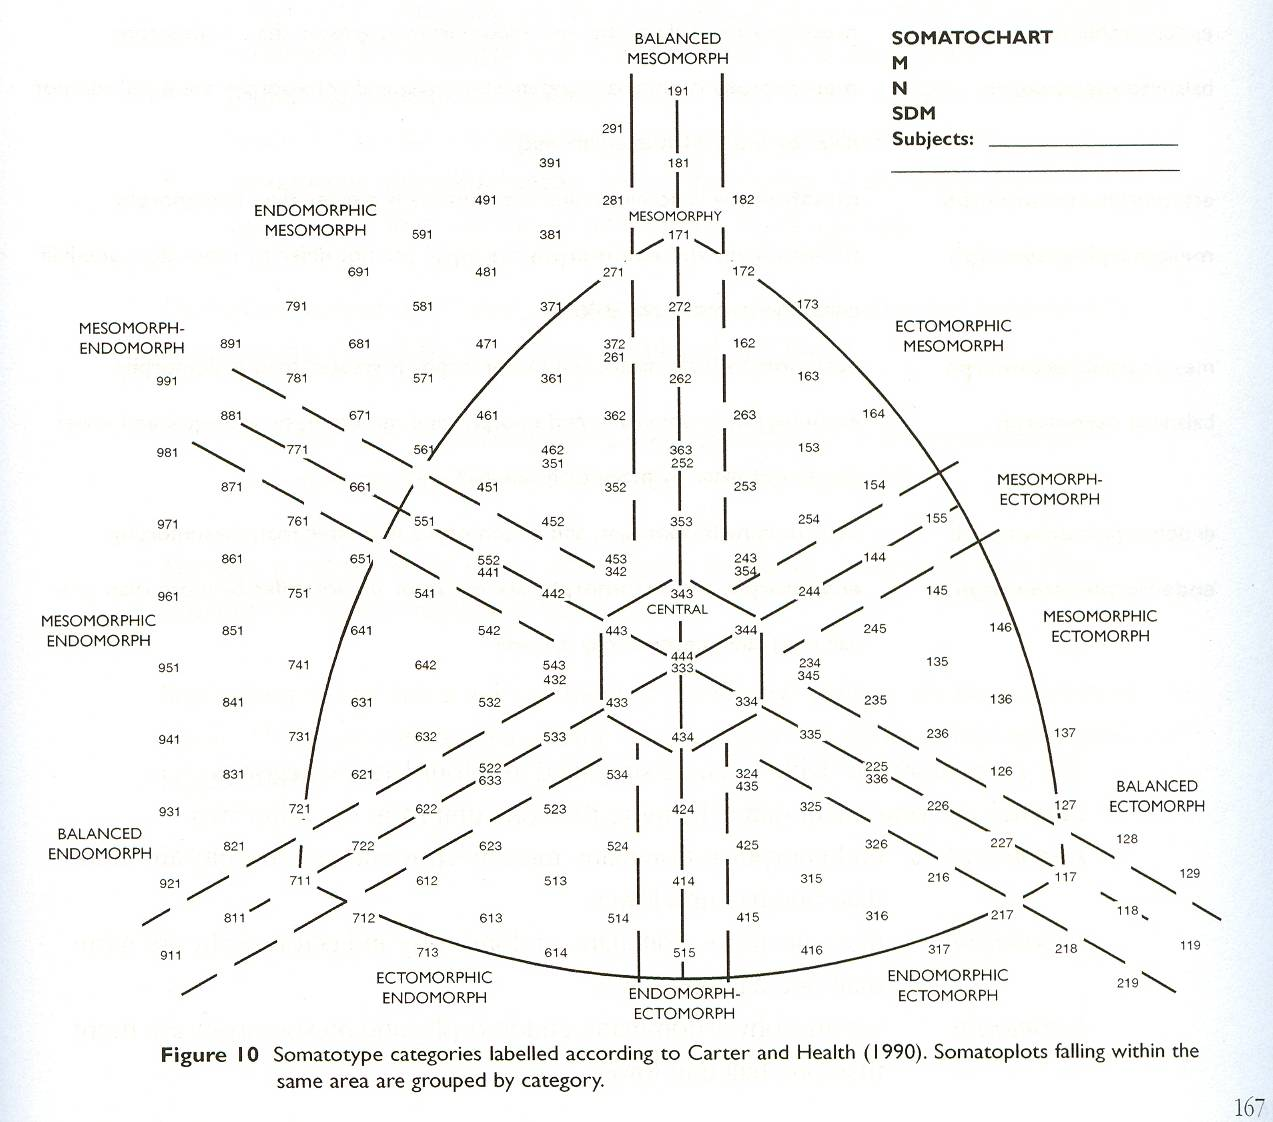 BALANCED
MESOMORPH
SOMATOCHART
M
N
SDM
Subjects:
191
291
391 181
491 281 182
ENDOMORPHIC
MESOMORPH
MESOMORPHY
591 381 171
691 481 271 172
791 581 371 272 173
MESOMORPH-
ENDOMORPH
ECTOMORPHIC
MESOMORPH
891 681 471 372 162
261
991 781 571 361 262 163
881 671 461 362 263 164
981 771 561 462 363 153
351 252
871 661 451 352 253 154
MESOMORPH-
ECTOMORPH
971 761 551 452 353 254 155
861 651 552 453 243 144
441 342 354
961 751 541 442 343 244 145
CENTRAL
MESOMORPHIC
ENDOMORPH
MESOMORPHIC
ECTOMORPH
851 641 542 443 344 245 146
951 741 642 543 444 234 135
432 333 345
841 631 532 433 334 235 136
941 731 632 533 434 335 236 137
831 621 522 534 324 225 126
633 435 336
BALANCED
ECTOMORPH
931 721 622 523 424 325 226 127
BALANCED
ENDOMORPH
821 722 623 524 425 326 227 128
921 711 612 513 414 315 216 117 129
811 712 613 514 415 316 217 118
911 713 614 515 416 317 218 119
219
ECTOMORPHIC
ENDOMORPH
ENDOMORPH-
ECTOMORPH
ENDOMORPHIC
ECTOMORPH
Figure 10 Somatotype categories labelled according to Carter and Health (1990). Somatoplots falling within the
same area are grouped by category.
167